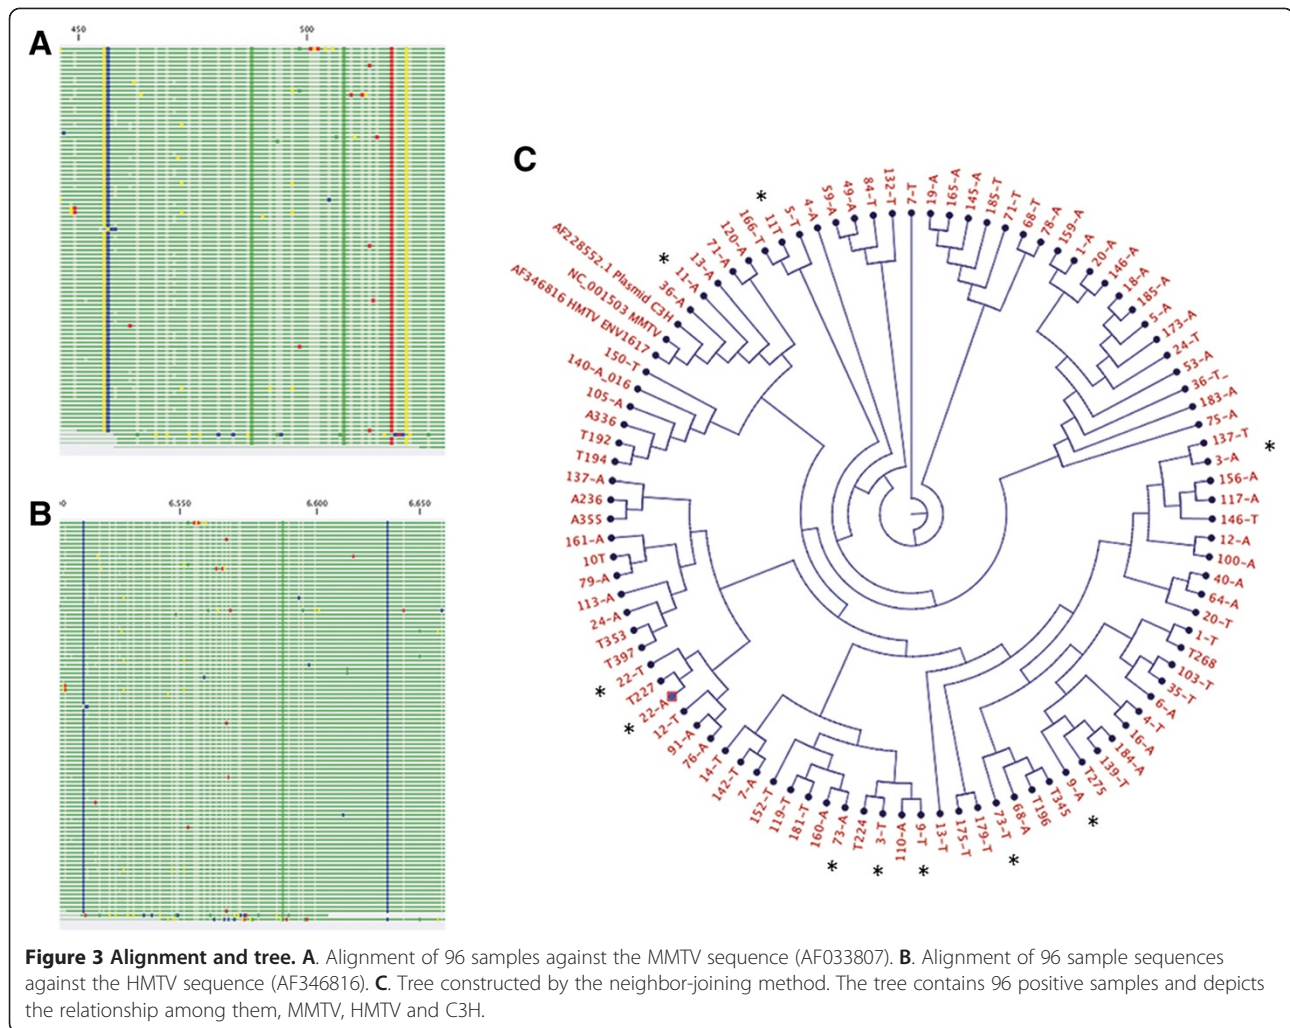 A
450
500
B
6.550
6.600
6.650
C
7-T
19-A
165-A
145-A
185-T
71-T
68-T
78-A
159-A
1-A
20-A
146-A
18-A
185-A
5-A
173-A
24-T
53-A
36-T_
183-A
75-A
137-T
*
3-A
156-A
117-A
146-T
12-A
100-A
40-A
64-A
20-T
1-T
T268
103-T
35-T
6-A
4-T
16-A
184-A
139-T
T275
9-A
*
T345
T196
68-A
*
73-T
179-T
175-T
13-T
9-T
*
110-A
3-T
*
T224
73-A
*
160-A
181-T
119-T
152-T
7-A
142-T
14-T
76-A
91-A
12-T
*
22-A
T227
*
22-T
T397
T353
24-A
113-A
79-A
10T
161-A
A355
A236
137-A
T194
T192
A336
105-A
140-A_016
150-T
AF346816 HMTV ENV1617
NC_001503 MMTV
AF228552.1 Plasmid C3H
36-A
*
11-A
13-A
71-A
120-A
166-T
*
11T
5-T
4-A
59-A
49-A
84-T
132-T
Figure 3 Alignment and tree. A. Alignment of 96 samples against the MMTV sequence (AF033807). B. Alignment of 96 sample sequences
against the HMTV sequence (AF346816). C. Tree constructed by the neighbor-joining method. The tree contains 96 positive samples and depicts
the relationship among them, MMTV, HMTV and C3H.